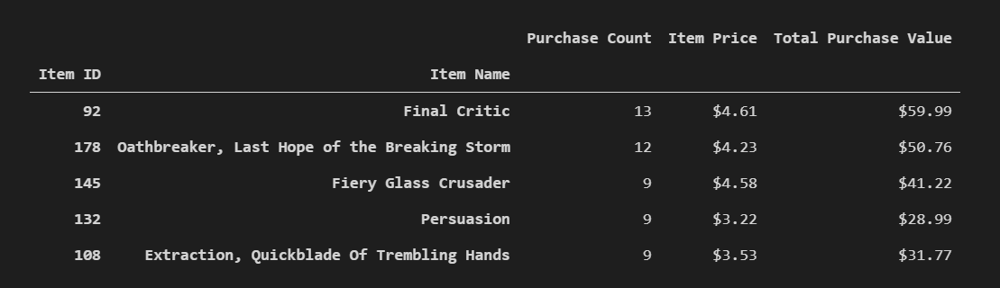 Purchase Count Item Price Total Purchase Value
Item ID Item Name
92 Final Critic 13 $4.61 $59.99
178 Oathbreaker, Last Hope of the Breaking Storm 12 $4.23 $50.76
145 Fiery Glass Crusader 9 $4.58 $41.22
132 Persuasion 9 $3.22 $28.99
108 Extraction, Quickblade Of Trembling Hands 9 $3.53 $31.77